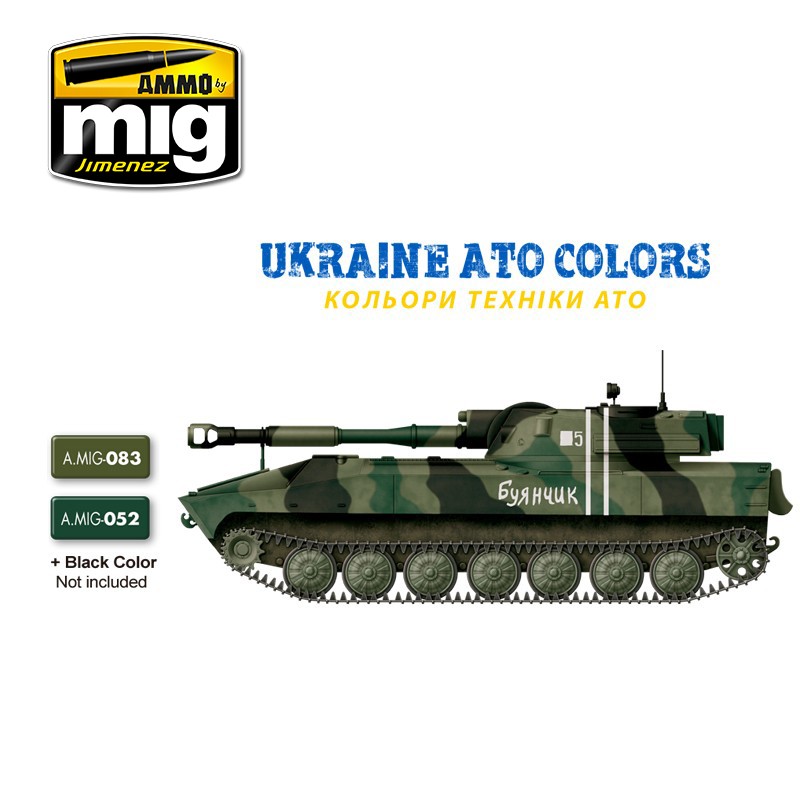 AMMO by
mig
Jimenez
UKRAINE ATO COLORS
КОЛЬОРИ ТЕХНІКИ АТО
5
A.MIG-083
Буянчик
A.MIG-052
+ Black Color
Not included